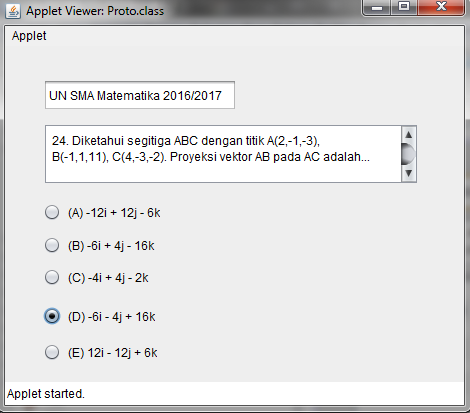 Applet Viewer: Proto.class
Applet
UN SMA Matematika 2016/2017
24. Diketahui segitiga ABC dengan titik A(2,-1,-3),
B(-1,1,11), C(4,-3,-2). Proyeksi vektor AB pada AC adalah...
(A) -12i + 12j - 6k
(B) -6i + 4j - 16k
(C) -4i + 4j - 2k
(D) -6i - 4j + 16k
(E) 12i - 12j + 6k
Applet started.